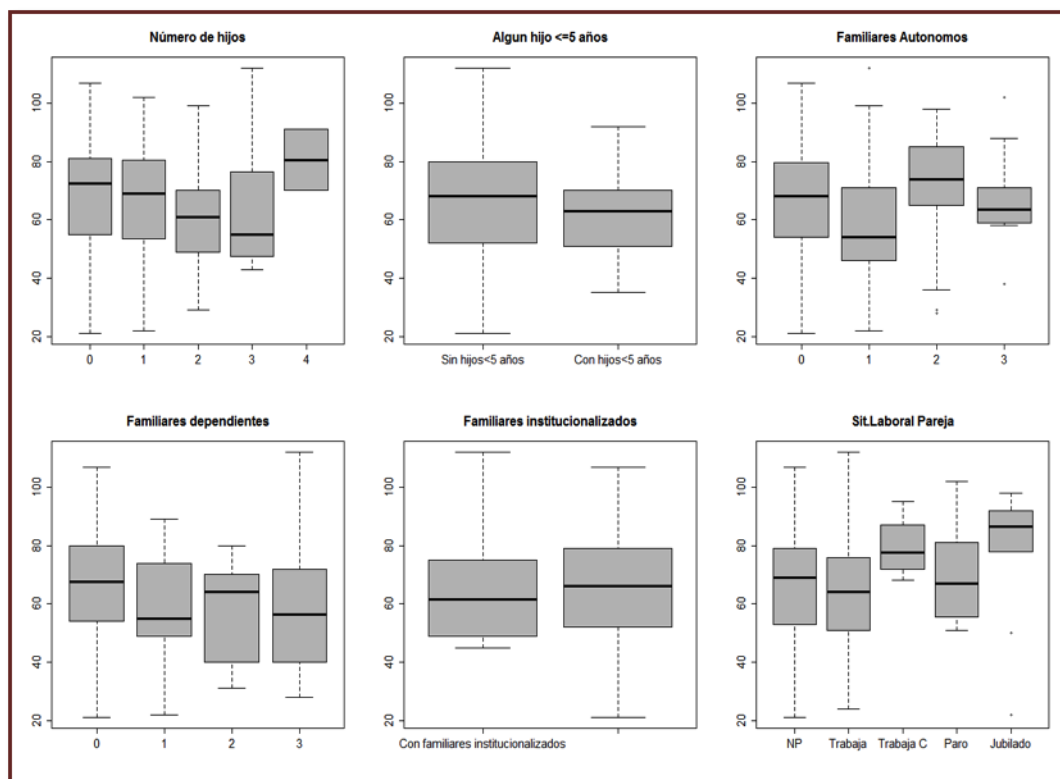 Número de hijos
Algun hijo <=5 años
Familiares Autonomos
100
80
60
40
20
0 1 2 3 4
100
80
60
40
20
Sin hijos<5 años Con hijos<5 años
100
80
60
40
20
0 1 2 3
Familiares dependientes
Familiares institucionalizados
Sit.Laboral Pareja
100
80
60
40
20
0 1 2 3
100
80
60
40
20
Con familiares institucionalizados
100
80
60
40
20
NP Trabaja Trabaja C Paro Jubilado